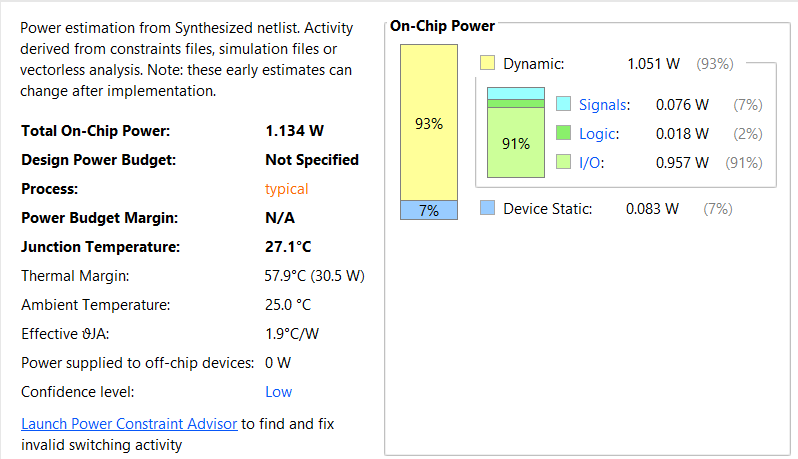 Power estimation from Synthesized netlist. Activity
derived from constraints files, simulation files or
vectorless analysis. Note: these early estimates can
change after implementation.
Total On-Chip Power: 1.134 W
Design Power Budget: Not Specified
Process: typical
Power Budget Margin: N/A
Junction Temperature: 27.1°C
Thermal Margin: 57.9°C (30.5 W)
Ambient Temperature: 25.0 °C
Effective ϑJA: 1.9°C/W
Power supplied to off-chip devices: 0 W
Confidence level: Low
Launch Power Constraint Advisor to find and fix
invalid switching activity
On-Chip Power
Dynamic: 1.051 W (93%)
Signals: 0.076 W (7%)
93%
Logic: 0.018 W (2%)
91%
I/O: 0.957 W (91%)
7%
Device Static: 0.083 W (7%)